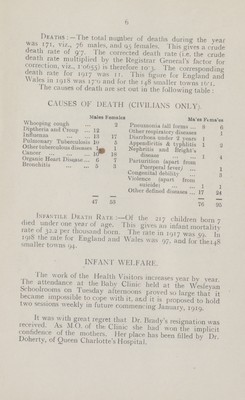 6
DEATHS :—The total number of deaths during the year
was 171, viz., 76 males, and 95 females. This gives a crude
death rate of 9.7. The corrected death rate (i.e. the crude
death rate multiplied by the Registrar General's factor for
correction, viz., 1.0655) is therefore 10.3. The corresponding
death rate for 1917 was 11. This figure for England and
Wales in 1918 was 17.6 and for the 148 smaller towns 16.1.
The causes of death are set out in the following table :
CAUSES OF DEATH (CIVILIANS ONLY).
Males Females
Whooping cough ... 3
Diptheria and Croup ... 12
Influenza ... 13 17
Pulmonary Tuberculosis 10 5
Other tuberculous diseases
Cancer ... 10
Organic Heart Disease ... 6 7
Bronchitis ... 5 5
47 53
Males Females
Pneumonia (all forms ... 9 6
Other respiratory diseases 1
Diarrhœa under 2 years 1
Appendicitis & typhlitis 1 3
Nephritis and Bright's
disease ... 1 4
Parturition (apart from
Puerperal fever) 1
Congenital debility ... 2
Violence (apart from
suicide) ... 1 1
Other defined diseases ... 17 24
76 95
INFANTILE DEATH RATE :—Of the 217 children born 7
died under one year of age. This gives an infant mortality
rate of 32.2 per thousand born. The rate in 1917 was 39. In
1918 the rate for England and Wales was 97, and for the 148
smaller towns 94.
INFANT WELFARE.
The work of the Health Visitors increases year by year.
The attendance at the Baby Clinic held at the Wesleyan
Schoolrooms on Tuesday afternoons proved so large that it
became impossible to cope with it, and it is proposed to hold
two sessions weekly in future commencing January, 1919.
It was with great regret that Dr. Brady's resignation was
received. As M.O. of the Clinic she had won the implicit
confidence of the mothers. Her place has been filled by Dr.
Doherty, of Queen Charlotte's Hospital.